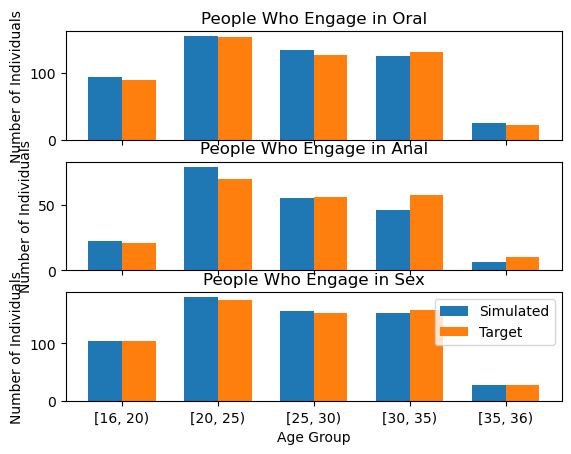 People Who Engage in Oral
Number of Individuals
100
0
People Who Engage in Anal
Number of Individuals
50
0
People Who Engage in Sex
Number of Individuals
100
0
Simulated
Target
[16, 20) [20, 25) [25, 30) [30, 35) [35, 36)
Age Group